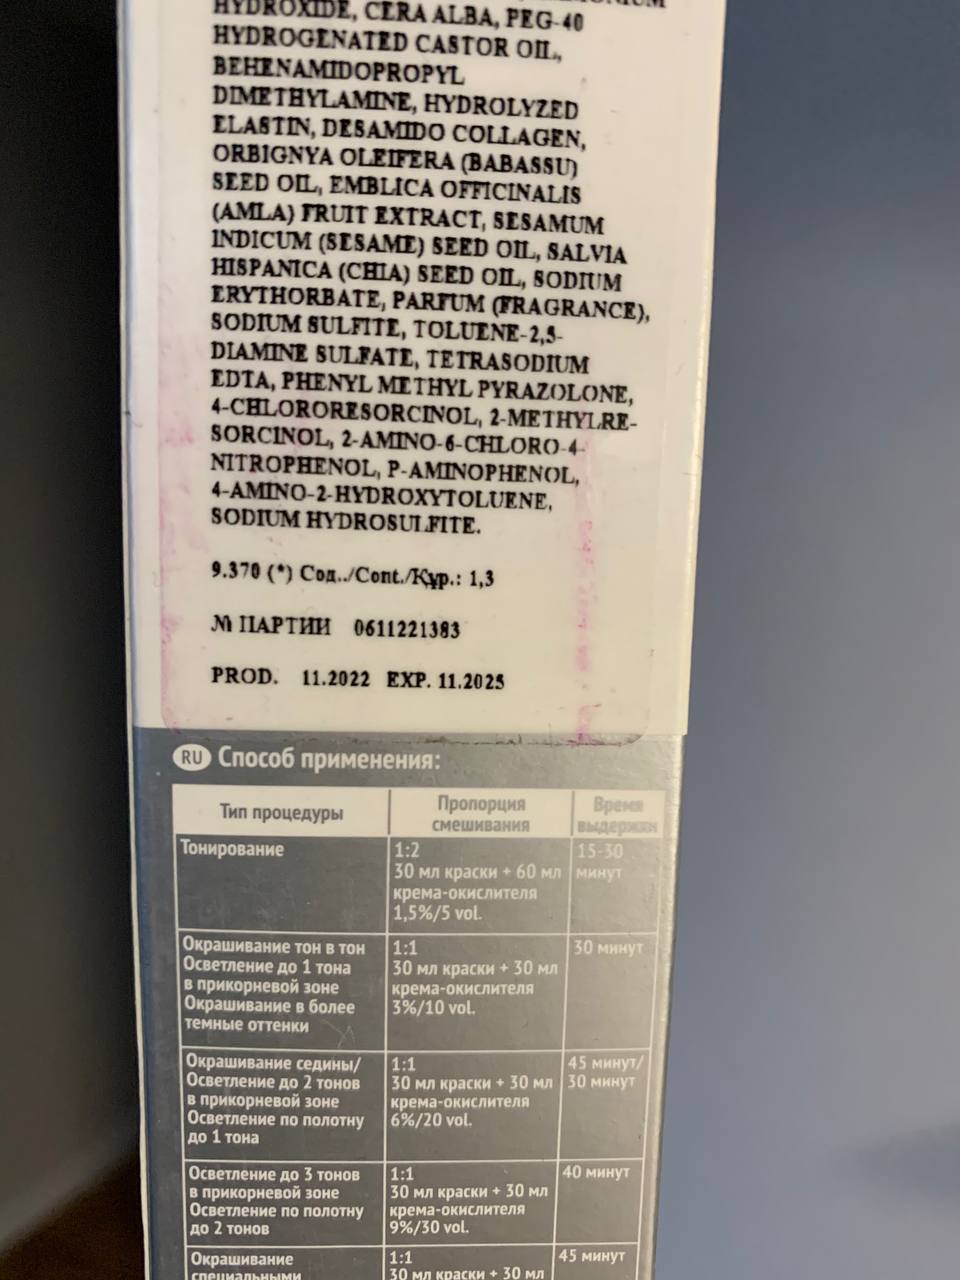 HYDROXIDE, CERA ALBA, PEG-40
HYDROGENATED CASTOR OIL,
BEHENAMIDOPROPYL
DIMETHYLAMINE, HYDROLYZED
ELASTIN, DESAMIDO COLLAGEN,
ORBIGNYA OLEIFERA (BABASSU)
SEED OIL, EMBLICA OFFICINALIS
(AMLA) FRUIT EXTRACT, SESAMUM
INDICUM (SESAME) SEED OIL, SALVIA
HISPANICA (CHIA) SEED OIL, SODIUM
ERYTHORBATE, PARFUM (FRAGRANCE),
SODIUM SULFITE, TOLUENE-2,5-
DIAMINE SULFATE, TETRASODIUM
EDTA, PHENYL METHYL PYRAZOLONE,
4-CHLORORESORCINOL, 2-METHYLRE-
SORCINOL, 2-AMINO-6-CHLORO-4-
NITROPHENOL, P-AMINOPHENOL,
4-AMINO-2-HYDROXYTOLUENE,
SODIUM HYDROSULFITE.
9.370 (*) Сод../Cont./Құр.: 1,3
№ ПАРТИИ 0611221383
PROD. 11.2022 EXP. 11.2025
RU Способ применения:
Тип процедуры
Пропорция
смешивания
Время
выдержки
Тонирование
1:2
30 мл краски + 60 мл
крема-окислителя
1,5%/5 vol.
15-30
минут
Окрашивание тон в тон
Осветление до 1 тона
в прикорневой зоне
Окрашивание в более
темные оттенки
1:1
30 мл краски + 30 мл
крема-окислителя
3%/10 vol.
30 минут
Окрашивание седины/
Осветление до 2 тонов
в прикорневой зоне
Осветление по полотну
до 1 тона
1:1
30 мл краски + 30 мл
крема-окислителя
6%/20 vol.
45 минут/
30 минут
Осветление до 3 тонов
в прикорневой зоне
Осветление по полотну
до 2 тонов
1:1
30 мл краски + 30 мл
крема-окислителя
9%/30 vol.
40 минут
Окрашивание
специальными
1:1
30 мл краски + 30 мл
45 минут